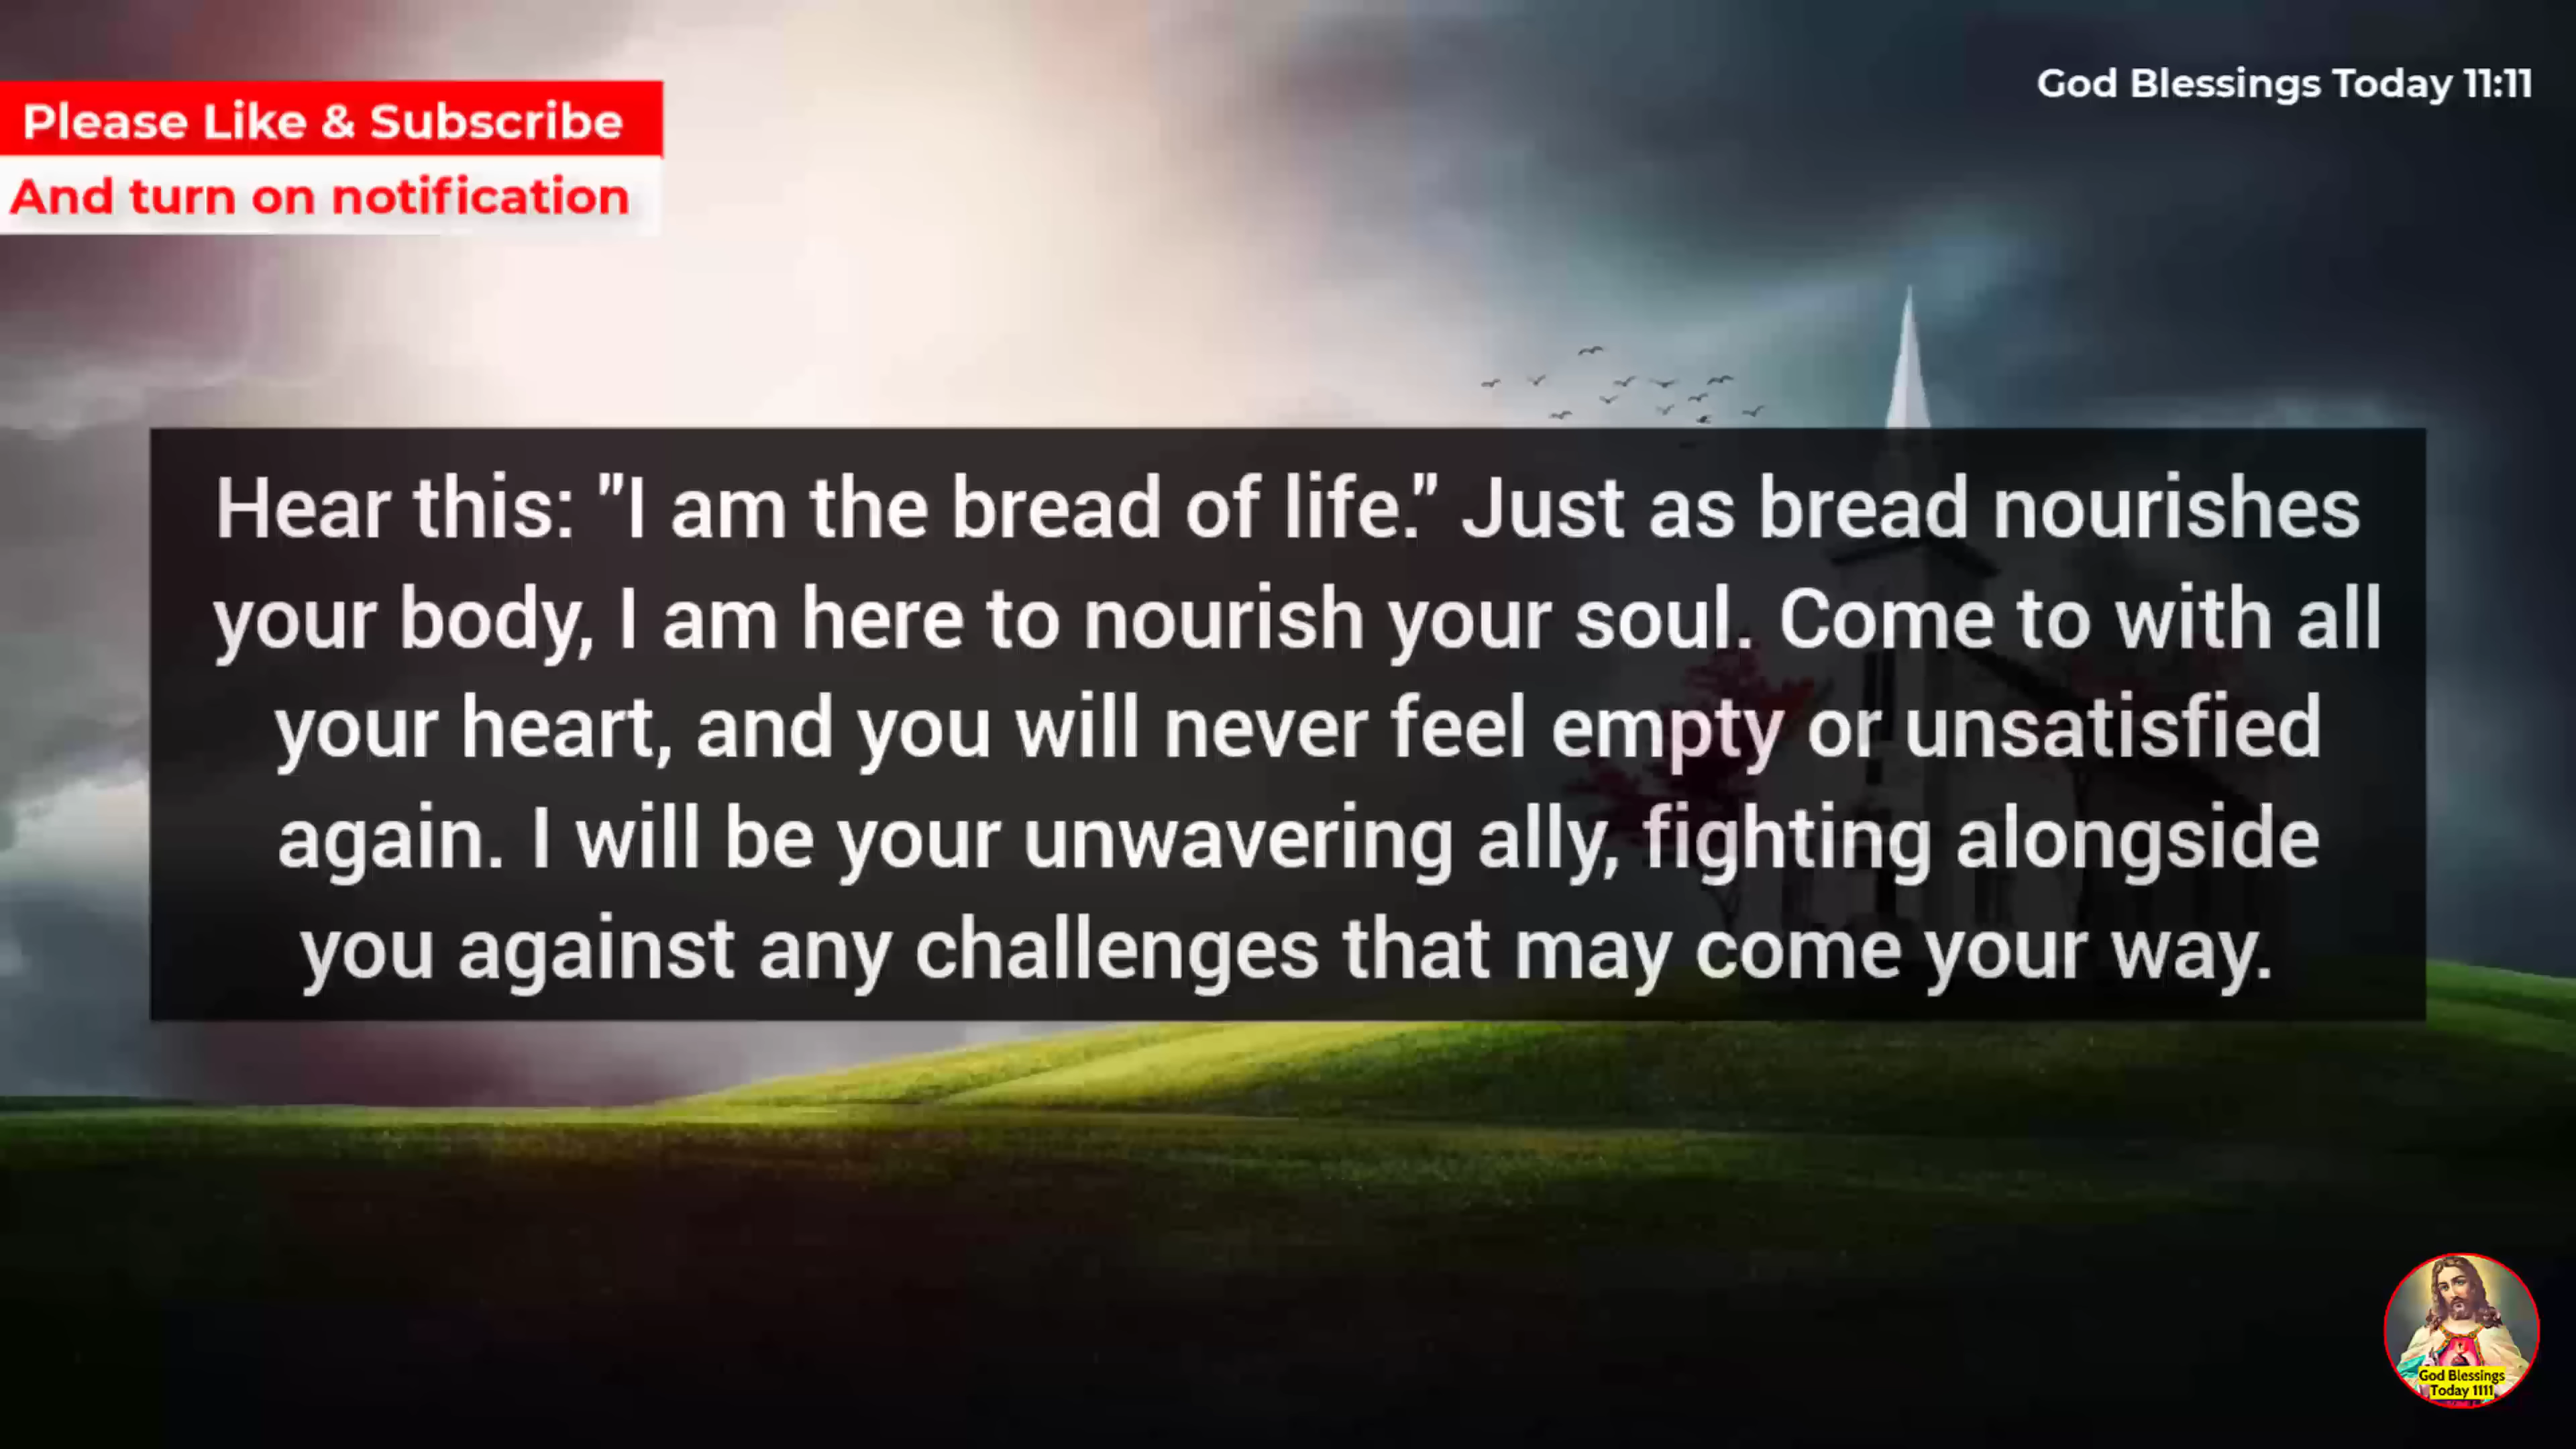 Please Like & Subscribe
And turn on notification
God Blessings Today 11:11
Hear this: "I am the bread of life." Just as bread nourishes
your body, I am here to nourish your soul. Come to with all
your heart, and you will never feel empty or unsatisfied
again. I will be your unwavering ally, fighting alongside
you against any challenges that may come your way.
God Blessings
Today 1111